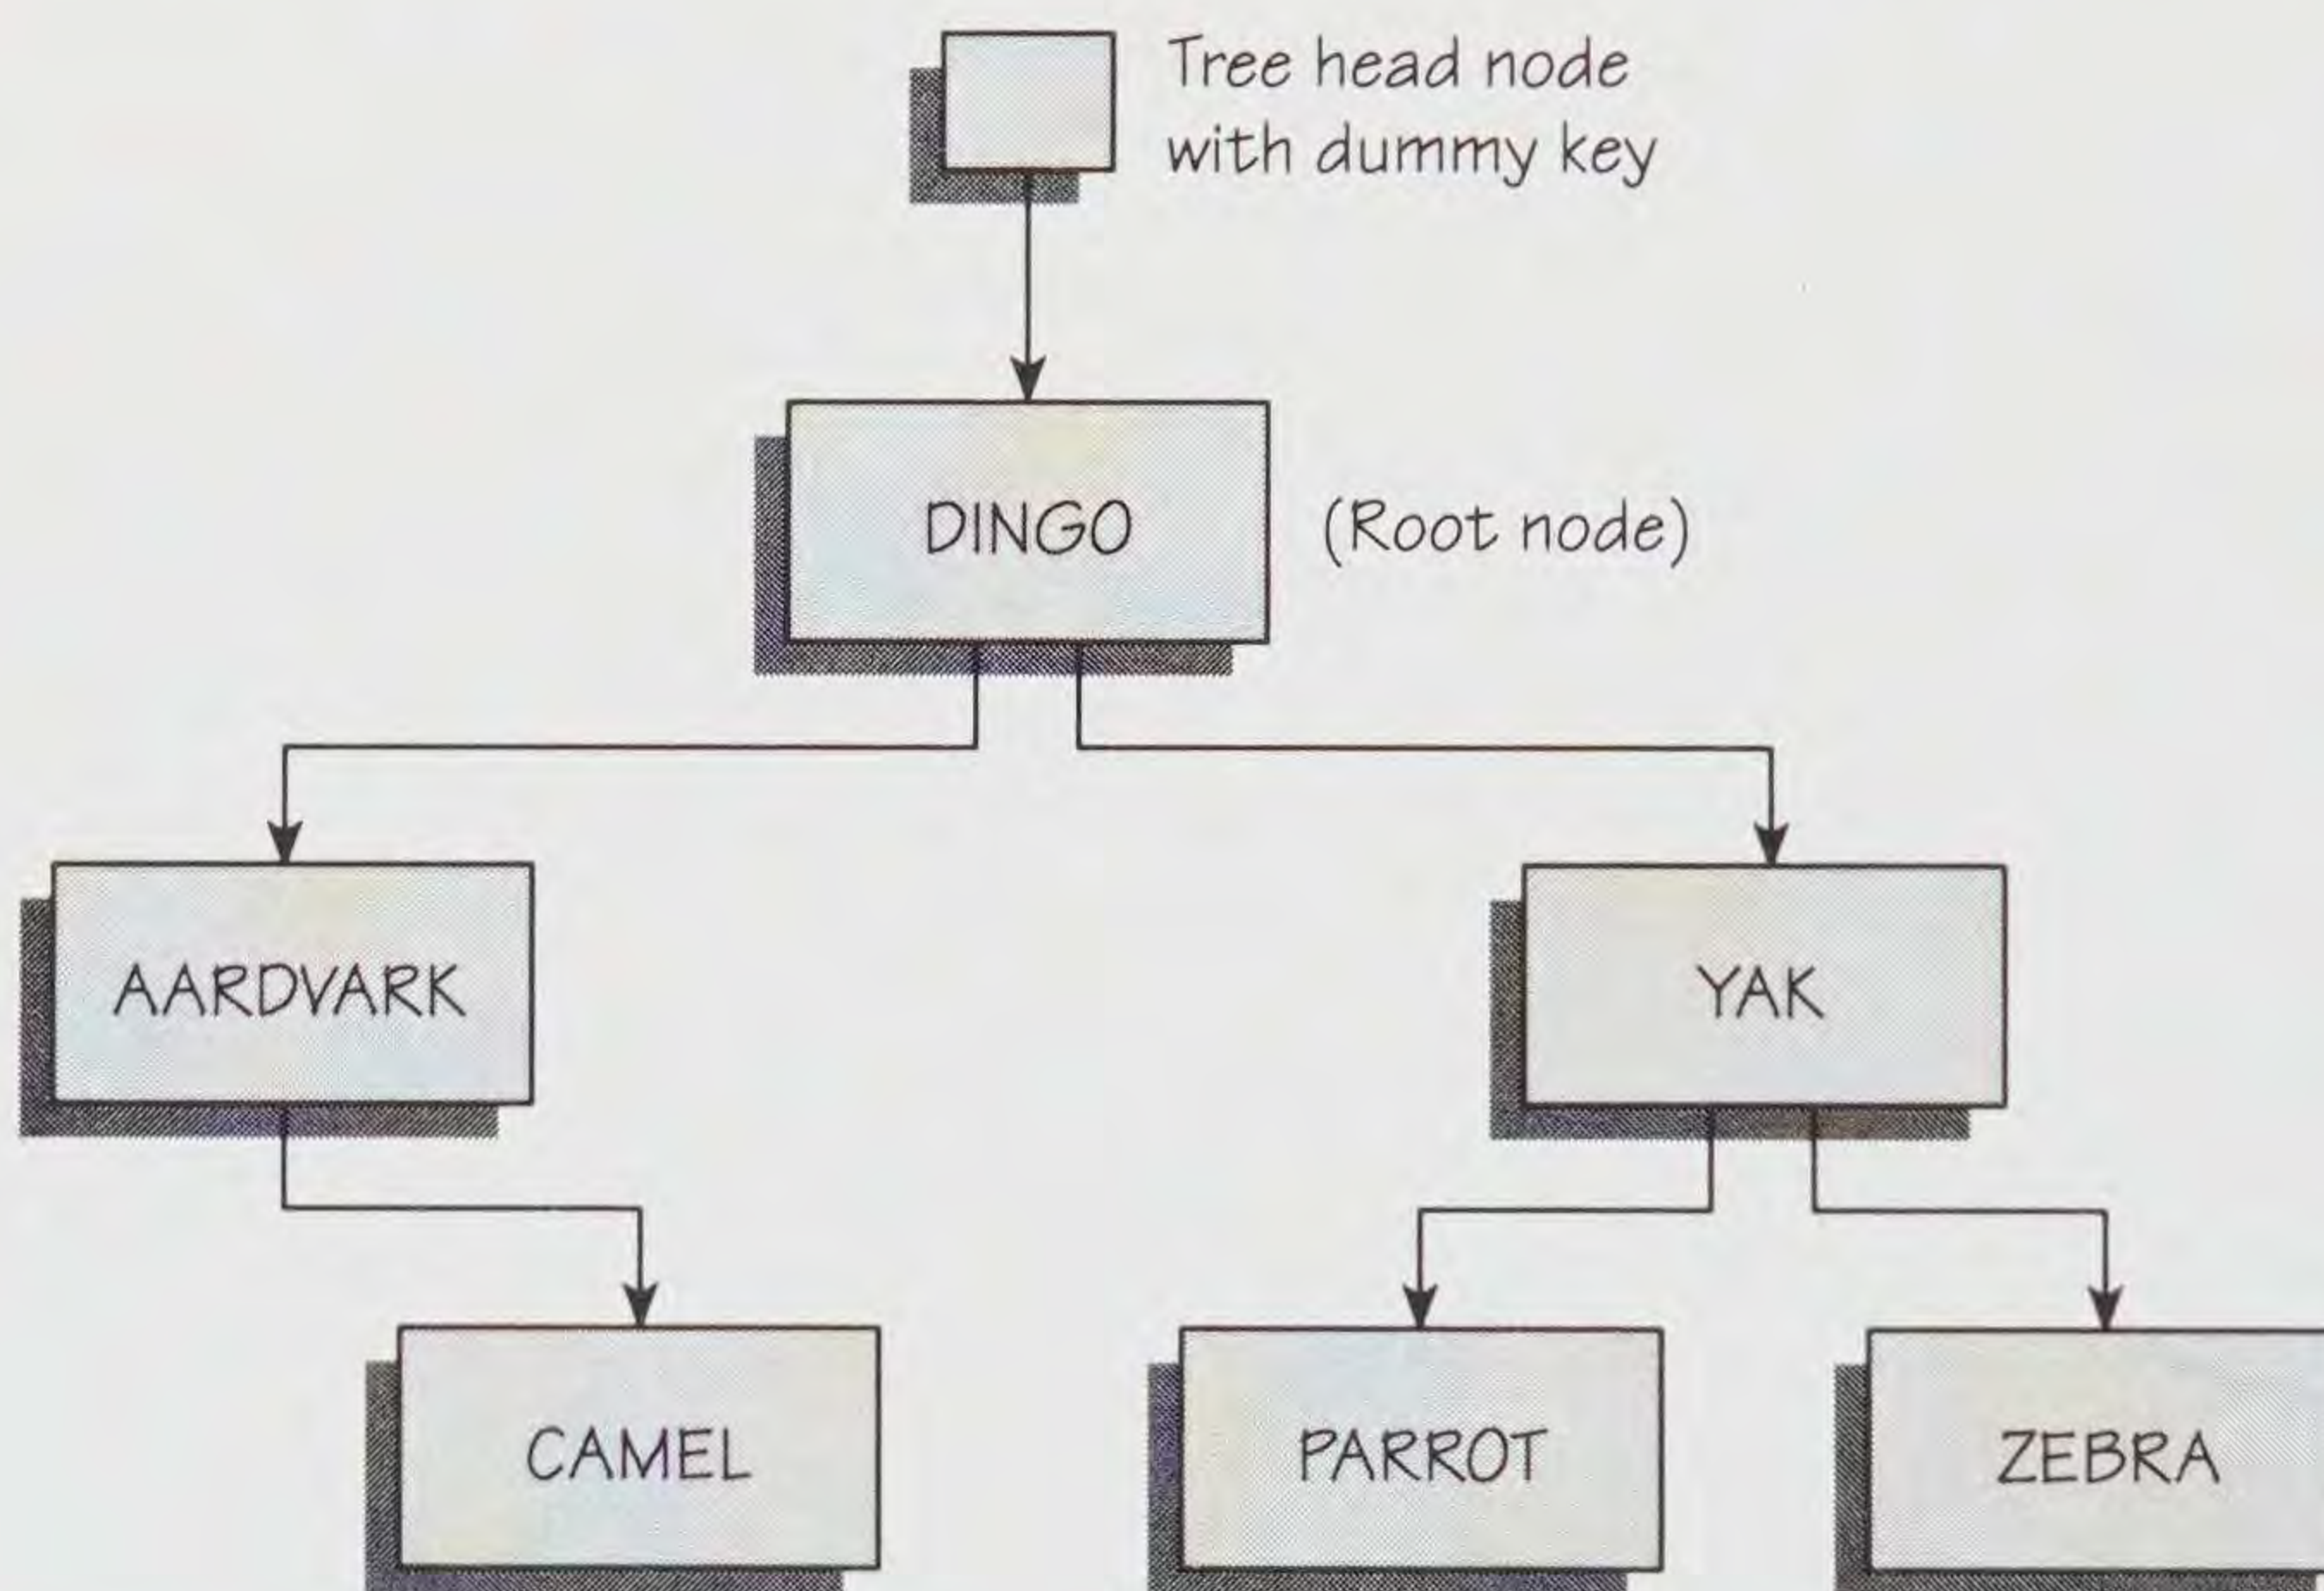 Tree head node
with dummy key
DINGO
(Root node)
AARDVARK
YAK
CAMEL
PARROT
ZEBRA